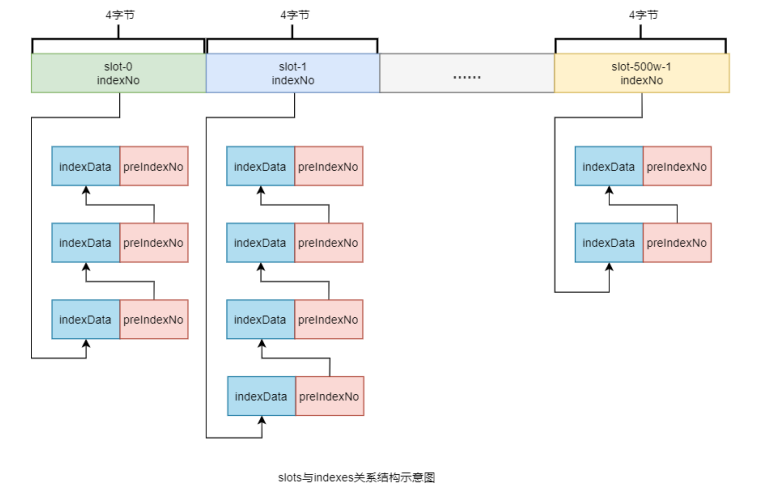 4字节
4字节
4字节
slot-0
indexNo
slot-1
indexNo
......
slot-500w-1
indexNo
indexData preIndexNo
indexData preIndexNo
indexData preIndexNo
indexData preIndexNo
indexData preIndexNo
indexData preIndexNo
indexData preIndexNo
indexData preIndexNo
indexData preIndexNo
slots与indexes关系结构示意图